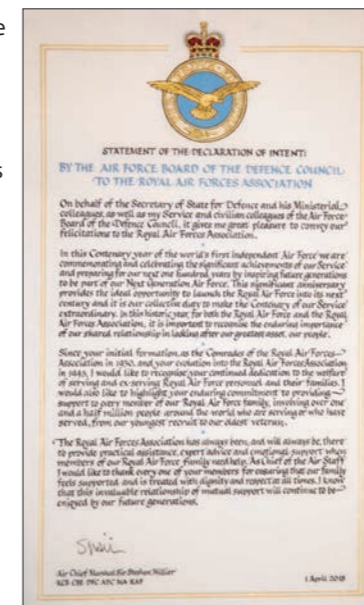 e
s
STATEMENT OF THE DECLARATION OF INTENT:
BY THE AIR FORCE BOARD OF THE DEFENCE COUNCIL
TO THE ROYAL AIR FORCES ASSOCIATION
On behalf of the Secretary of State for Defence and his Ministerial
colleagues, as well as my Service and civilian colleagues of the Air Force
Board of the Defence Council, it gives me great pleasure to convey our
felicitations to the Royal Air Forces Association.
In this Centenary year of the world's first independent Air Force we are
commemorating and celebrating the significant achievements of our Service
and preparing for our next one hundred years by inspiring future generations
to be part of our Next Generation Air Force. This significant anniversary
provides the ideal opportunity to launch the Royal Air Force into its next
century and it is our collective duty to make the Centenary of our Service
extraordinary. In this historic year, for both the Royal Air Force and the Royal
Air Forces Association, it is important to recognise the enduring importance
of our shared relationship in looking after our greatest asset, our people.
Since your initial formation, as the Comrades of the Royal Air Forces
Association in 1930, and your evolution into the Royal Air Forces Association
in 1943, I would like to recognise your continued dedication to the welfare
of serving and ex-serving Royal Air Force personnel and their families. I
would also like to highlight your enduring commitment to providing
support to every member of our Royal Air Force family, involving over one
and a half million people around the world who are serving or who have
served, from our youngest recruit to our oldest veteran.
The Royal Air Forces Association has always been, and will always be, there
to provide practical assistance, expert advice and emotional support when
members of our Royal Air Force family need help. As Chief of the Air Staff
I would like to thank every one of your members for ensuring that our family
feels supported and is treated with dignity and respect at all times. I know
that this invaluable relationship of mutual support will continue to be
enjoyed by our future generations.
Air Chief Marshal Sir Stephen Hillier
KCB CBE DFC ADC MA RAF
1 April 2018